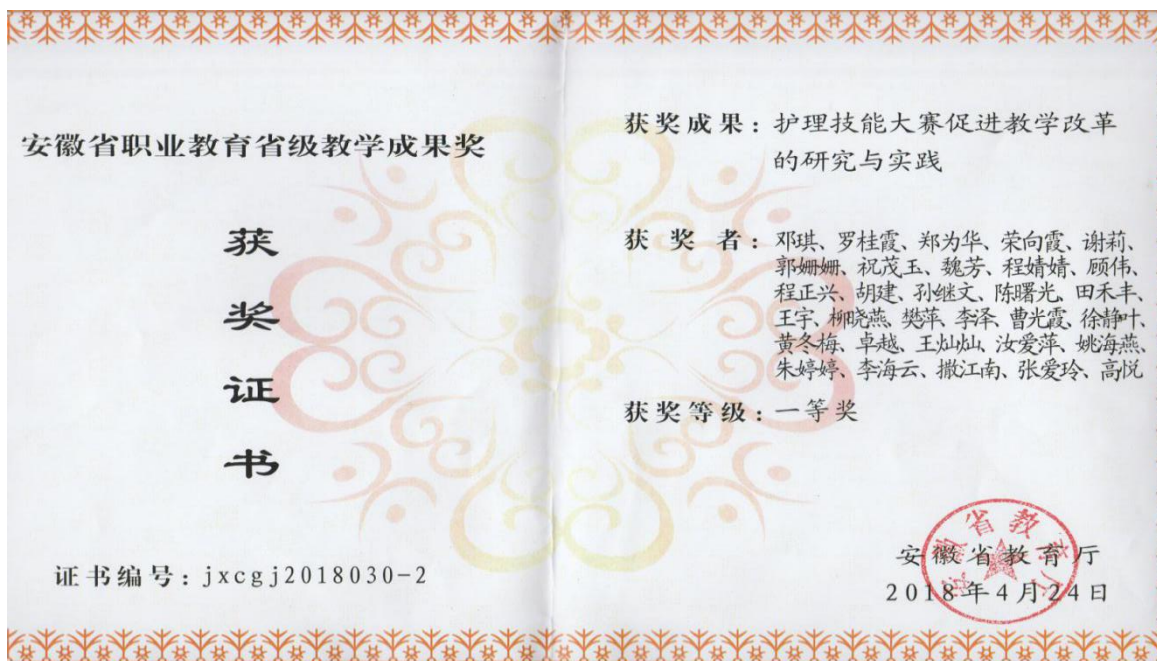 安徽省职业教育省级教学成果奖
获
奖
证
书
证书编号：jxcgj2018030-2
获奖成果：护理技能大赛促进教学改革
的研究与实践
获奖者：邓琪、罗桂霞、郑为华、荣向霞、谢莉、
郭姗姗、祝茂玉、魏芳、程婧婧、顾伟、
程正兴、胡建、孙继文、陈曙光、田禾丰、
王宇、柳晓燕、樊萍、李泽、曹光霞、徐静叶、
黄冬梅、卓越、王灿灿、汝爱萍、姚海燕、
朱婷婷、李海云、撒江南、张爱玲、高悦
获奖等级：一等奖
安徽省教育厅
2018年4月24日
安徽省教育厅